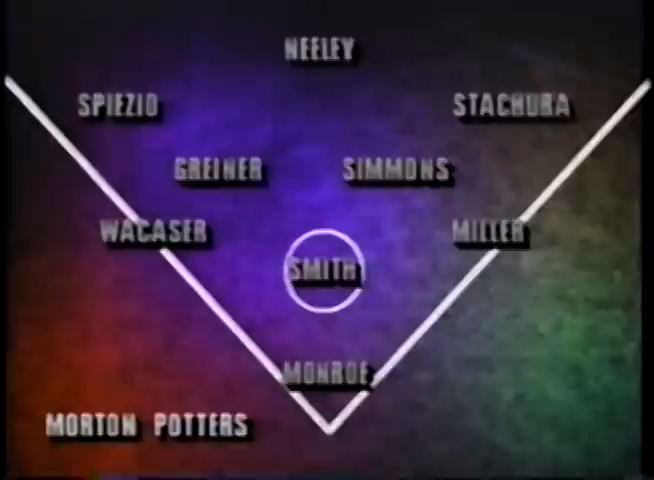 NEELEY
SPIEZIO STACHURA
GREINER SIMMONS
WACASER MILLER
SMITH
MONROE
MORTON POTTERS